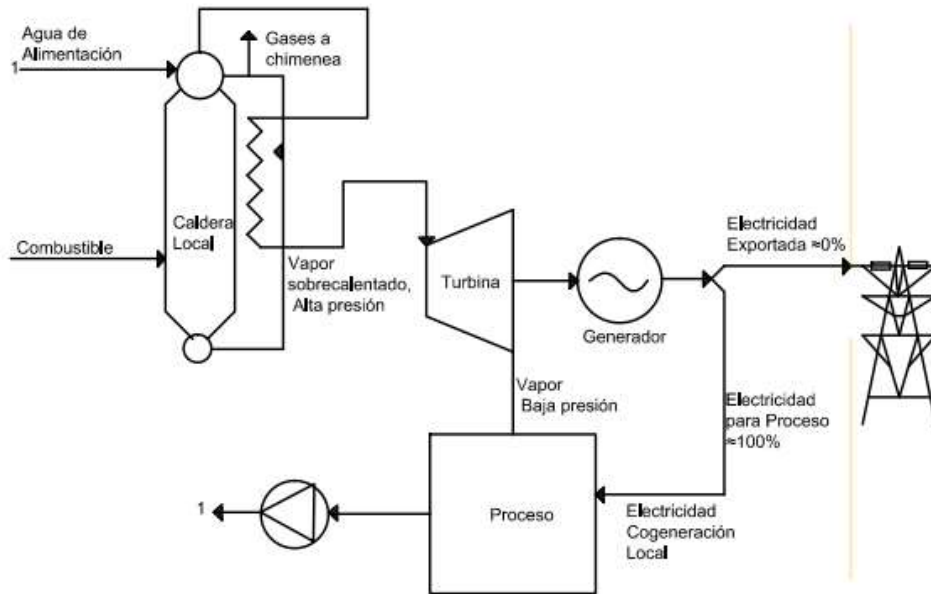 Agua de
Alimentación
1
Gases a
chimenea
Combustible
Caldera
Local
Vapor
sobrecalentado,
Alta presión
Turbina
Generador
Electricidad
Exportada ≈0%
Vapor
Baja presión
Electricidad
para Proceso
≈100%
1
Proceso
Electricidad
Cogeneración
Local